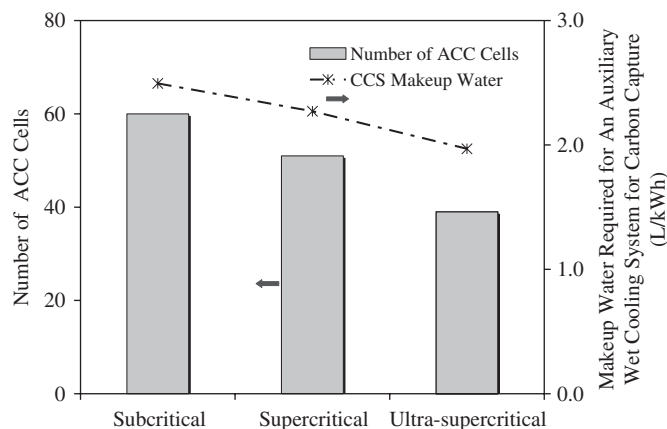 80
60
40
20
0
Number of ACC Cells
Number of ACC Cells
CCS Makeup Water
3.0
2.0
1.0
0.0
Makeup Water Required for An Auxiliary
Wet Cooling System for Carbon Capture
(L/kWh)
Subcritical
Supercritical
Ultra-supercritical